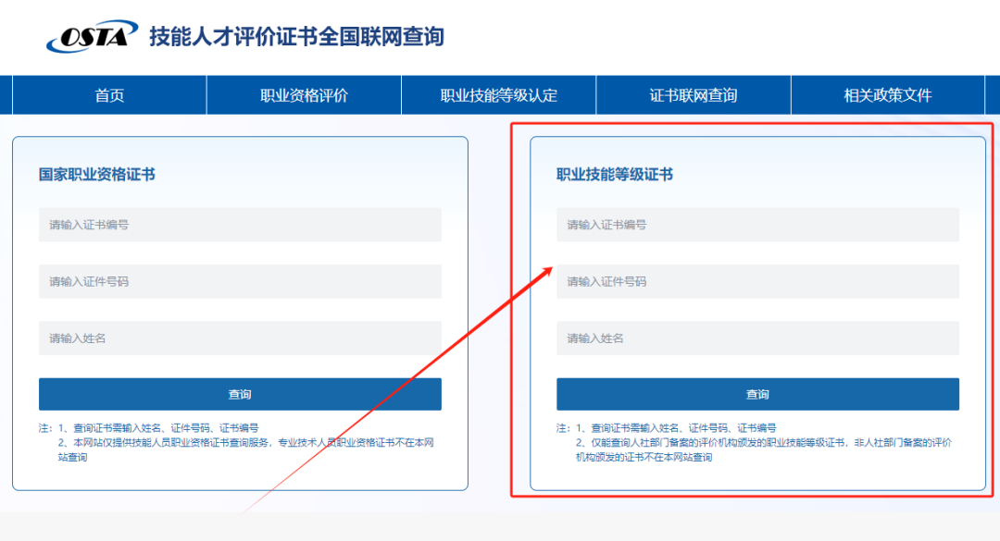 OSTA 技能人才评价证书全国联网查询
首页 职业资格评价 职业技能等级认定 证书联网查询 相关政策文件
国家职业资格证书
请输入证书编号
请输入证件号码
请输入姓名
查询
注：1、查询证书需输入姓名、证件号码、证书编号
2、本网站仅提供技能人员职业资格证书查询服务，专业技术人员职业资格证书不在本网
站查询
职业技能等级证书
请输入证书编号
请输入证件号码
请输入姓名
查询
注：1、查询证书需输入姓名、证件号码、证书编号
2、仅能查询人社部门备案的评价机构颁发的职业技能等级证书，非人社部门备案的评价
机构颁发的证书不在本网站查询